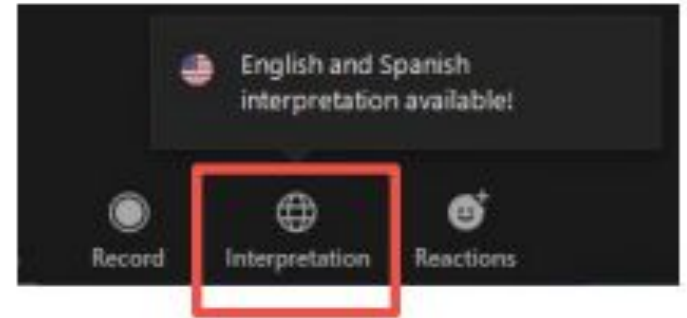 English and Spanish
interpretation available!
Record
Interpretation
Reactions